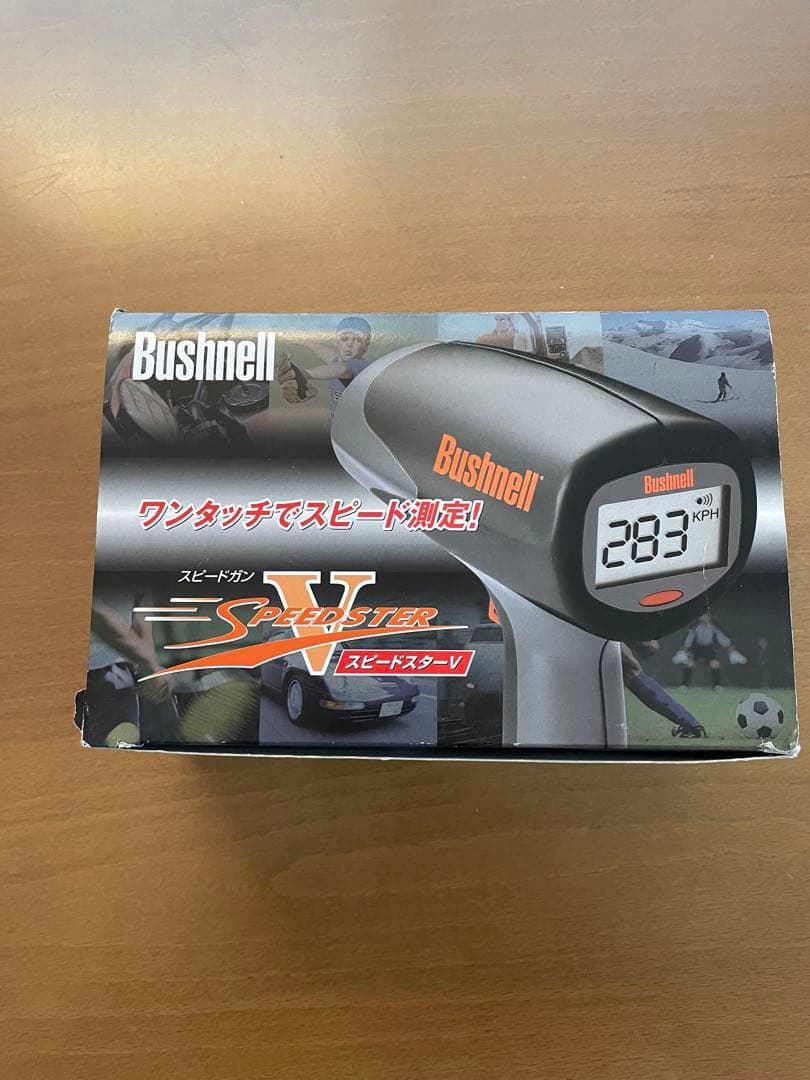 Bushnell
Bushnell
Bushnell
283 KPH
ワンタッチでスピード測定!
スピードガン
V
SPEEDSTER
スピードスターV